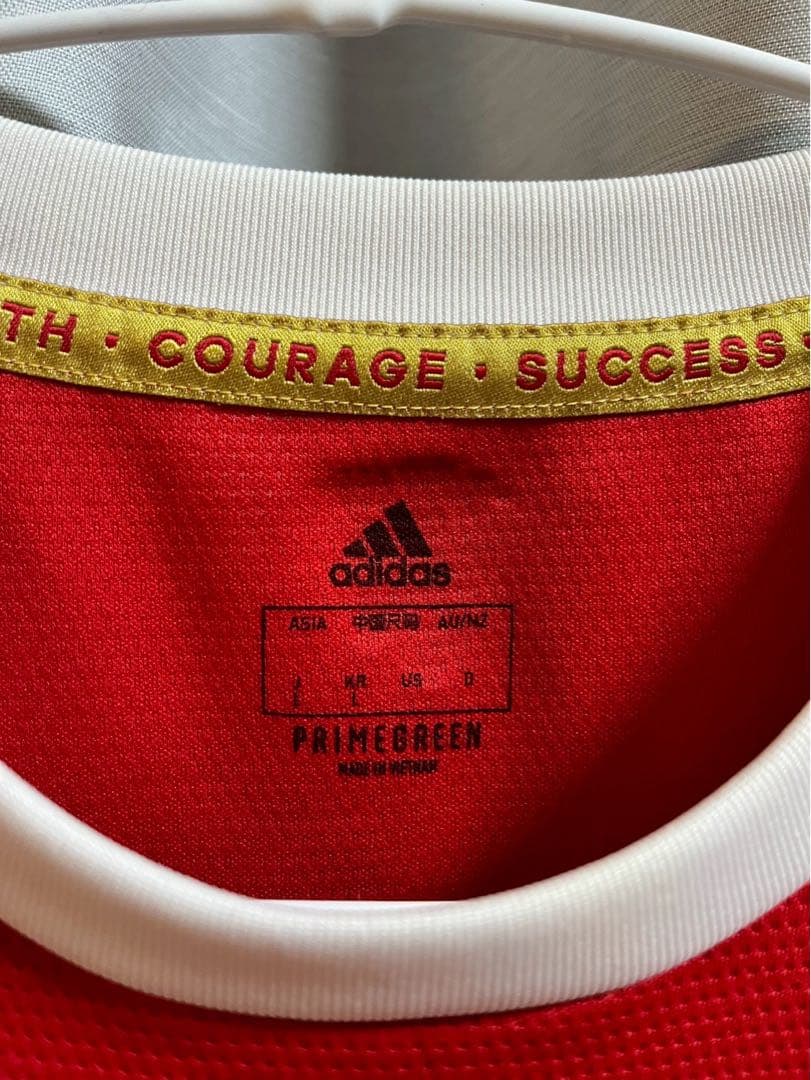 TH · COURAGE · SUCCESS ·
adidas
ASIA 中国尺码 AU/NZ
J KR US D
L L
PRIMEGREEN
MADE IN VIETNAM